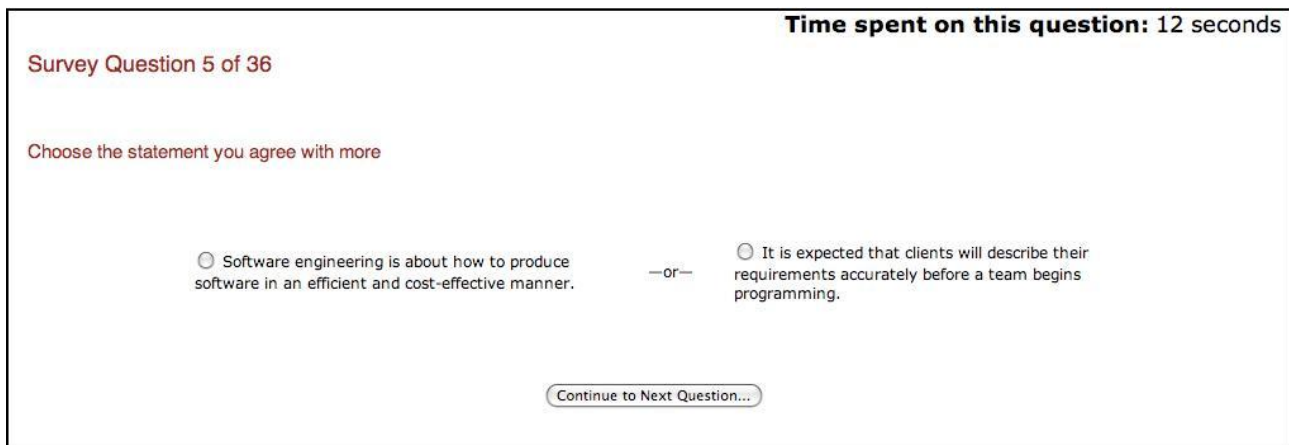 Time spent on this question: 12 seconds
Survey Question 5 of 36
Choose the statement you agree with more
Software engineering is about how to produce
software in an efficient and cost-effective manner.
—or—
It is expected that clients will describe their
requirements accurately before a team begins
programming.
Continue to Next Question...